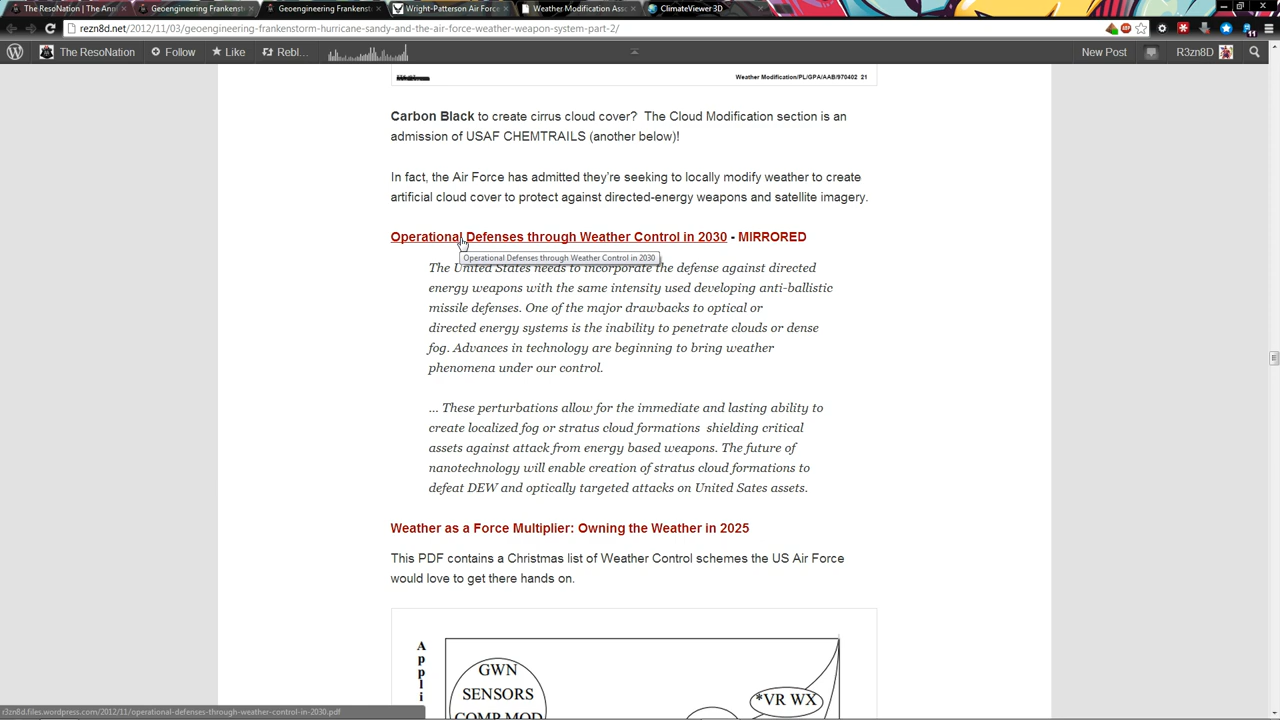 The ResoNation | The Ang
Geoengineering Frankenst
Geoengineering Frankenst
Wright-Patterson Air Force
Weather Modification Asse
ClimateViewer 3D
rezn8d.net/2012/11/03/geoengineering-frankenstorm-hurricane-sandy-and-the-air-force-weather-weapon-system-part-2/
The ResoNation
Follow
Like
Rebl...
New Post
R3zn8D
Weather Modification/PL/GPA/AAB/970402 21
Carbon Black to create cirrus cloud cover?  The Cloud Modification section is an
admission of USAF CHEMTRAILS (another below)!
In fact, the Air Force has admitted they’re seeking to locally modify weather to create
artificial cloud cover to protect against directed-energy weapons and satellite imagery.
Operational Defenses through Weather Control in 2030 - MIRRORED
Operational Defenses through Weather Control in 2030
The United States needs to incorporate the defense against directed
energy weapons with the same intensity used developing anti-ballistic
missile defenses. One of the major drawbacks to optical or
directed energy systems is the inability to penetrate clouds or dense
fog. Advances in technology are beginning to bring weather
phenomena under our control.
... These perturbations allow for the immediate and lasting ability to
create localized fog or stratus cloud formations  shielding critical
assets against attack from energy based weapons. The future of
nanotechnology will enable creation of stratus cloud formations to
defeat DEW and optically targeted attacks on United Sates assets.
Weather as a Force Multiplier: Owning the Weather in 2025
This PDF contains a Christmas list of Weather Control schemes the US Air Force
would love to get there hands on.
A
p
p
l
i
GWN
SENSORS
COMP MOD
*VR WX
r3zn8d.files.wordpress.com/2012/11/operational-defenses-through-weather-control-in-2030.pdf